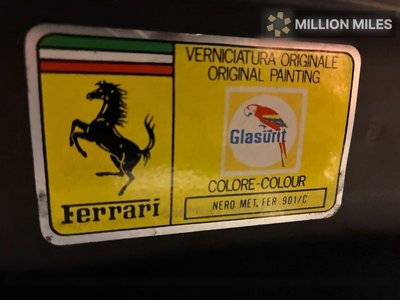 MILLION MILES
VERNICIATURA ORIGINALE
ORIGINAL PAINTING
Glasurit
COLORE-COLOUR
NERO MET. FER 901/C
Ferrari